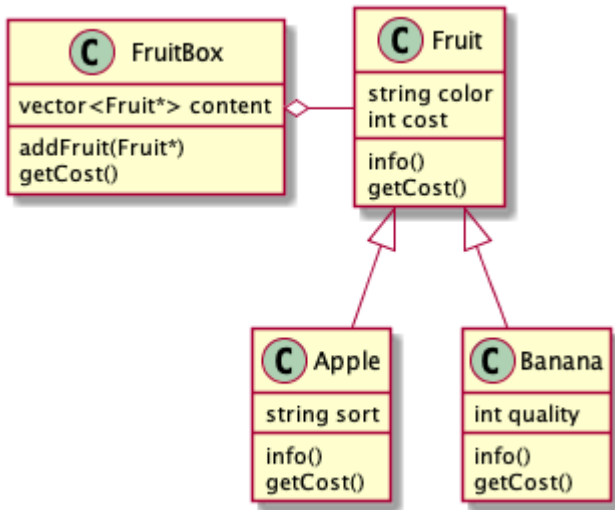 C FruitBox
vector<Fruit*> content
addFruit(Fruit*)
getCost()
C Fruit
string color
int cost
info()
getCost()
C Apple
string sort
info()
getCost()
C Banana
int quality
info()
getCost()